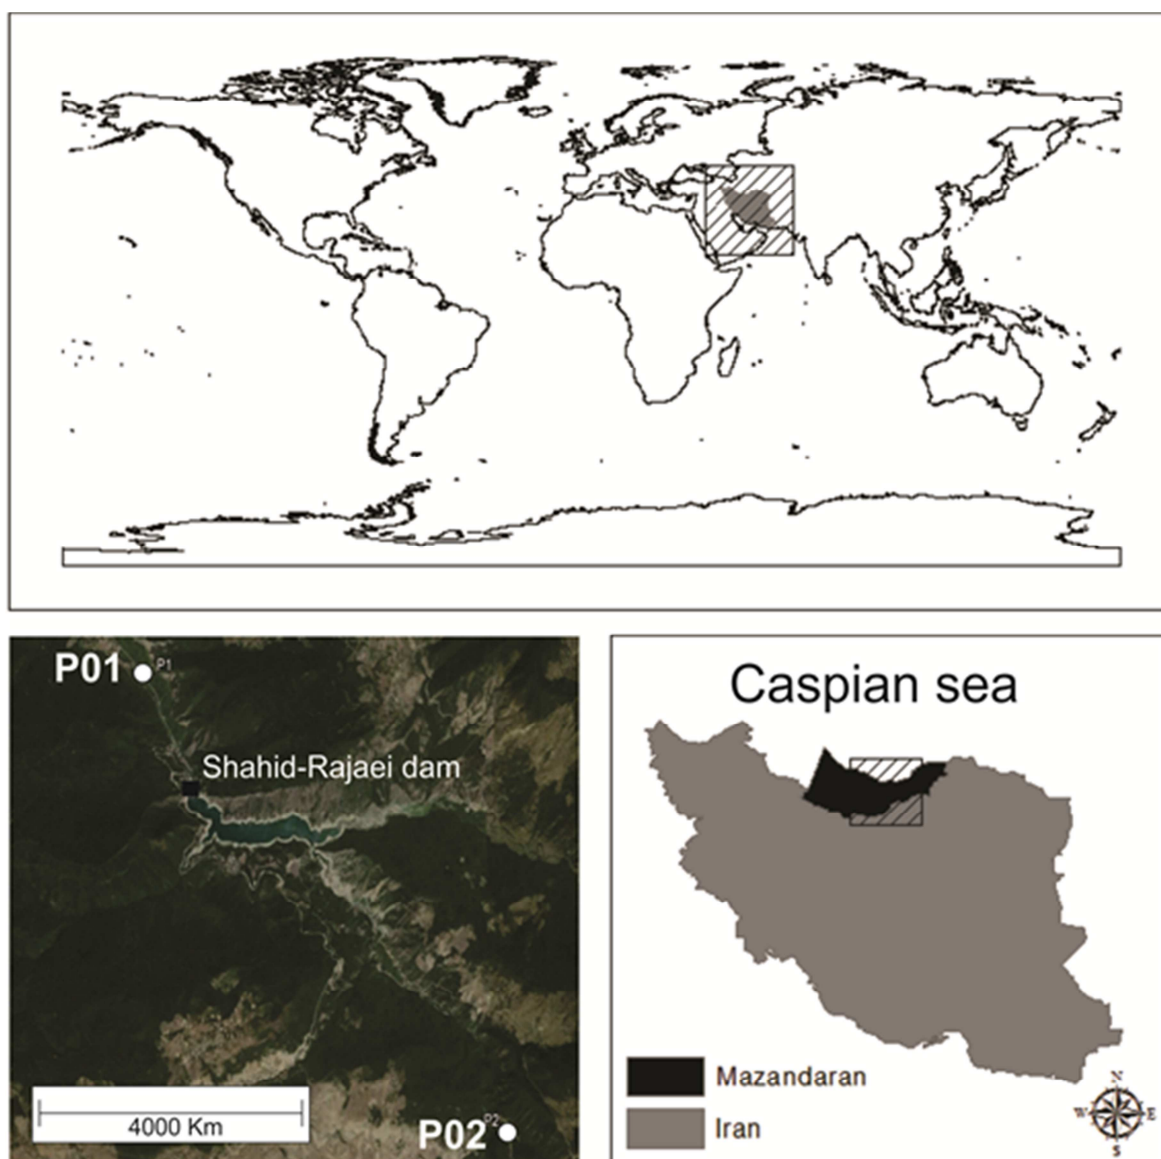 P01 P1
Shahid-Rajaei dam
4000 Km
P02 P2
Caspian sea
Mazandaran
Iran
N
W E
S